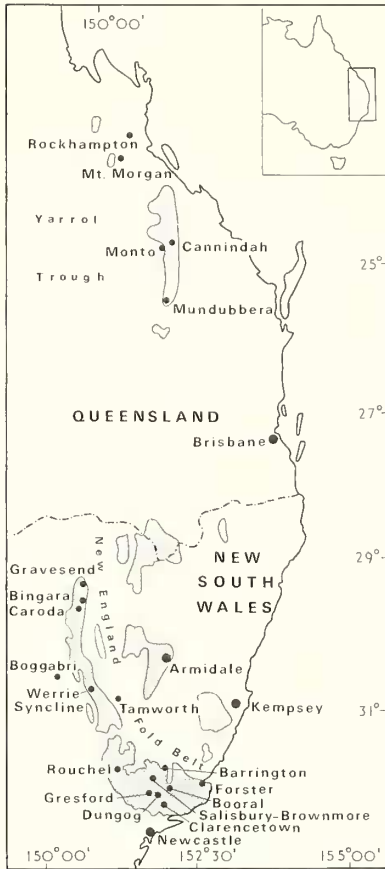 150°00'
Rockhampton
Mt. Morgan
Yarrol
Monto
Cannindah
Trough
25°
Mundubbera
27°
QUEENSLAND
Brisbane
29°
NEW
SOUTH
WALES
Gravesend
Bingara
Caroda
New England
Fold Belt
Armidale
Boggabri
Werrie
Syncline
Tamworth
Kempsey
31°
Rouchel
Barrington
Forster
Gresford
Booral
Dungog
Salisbury-Brownmore
Clarencetown
Newcastle
150°00'
152°30'
155°00'